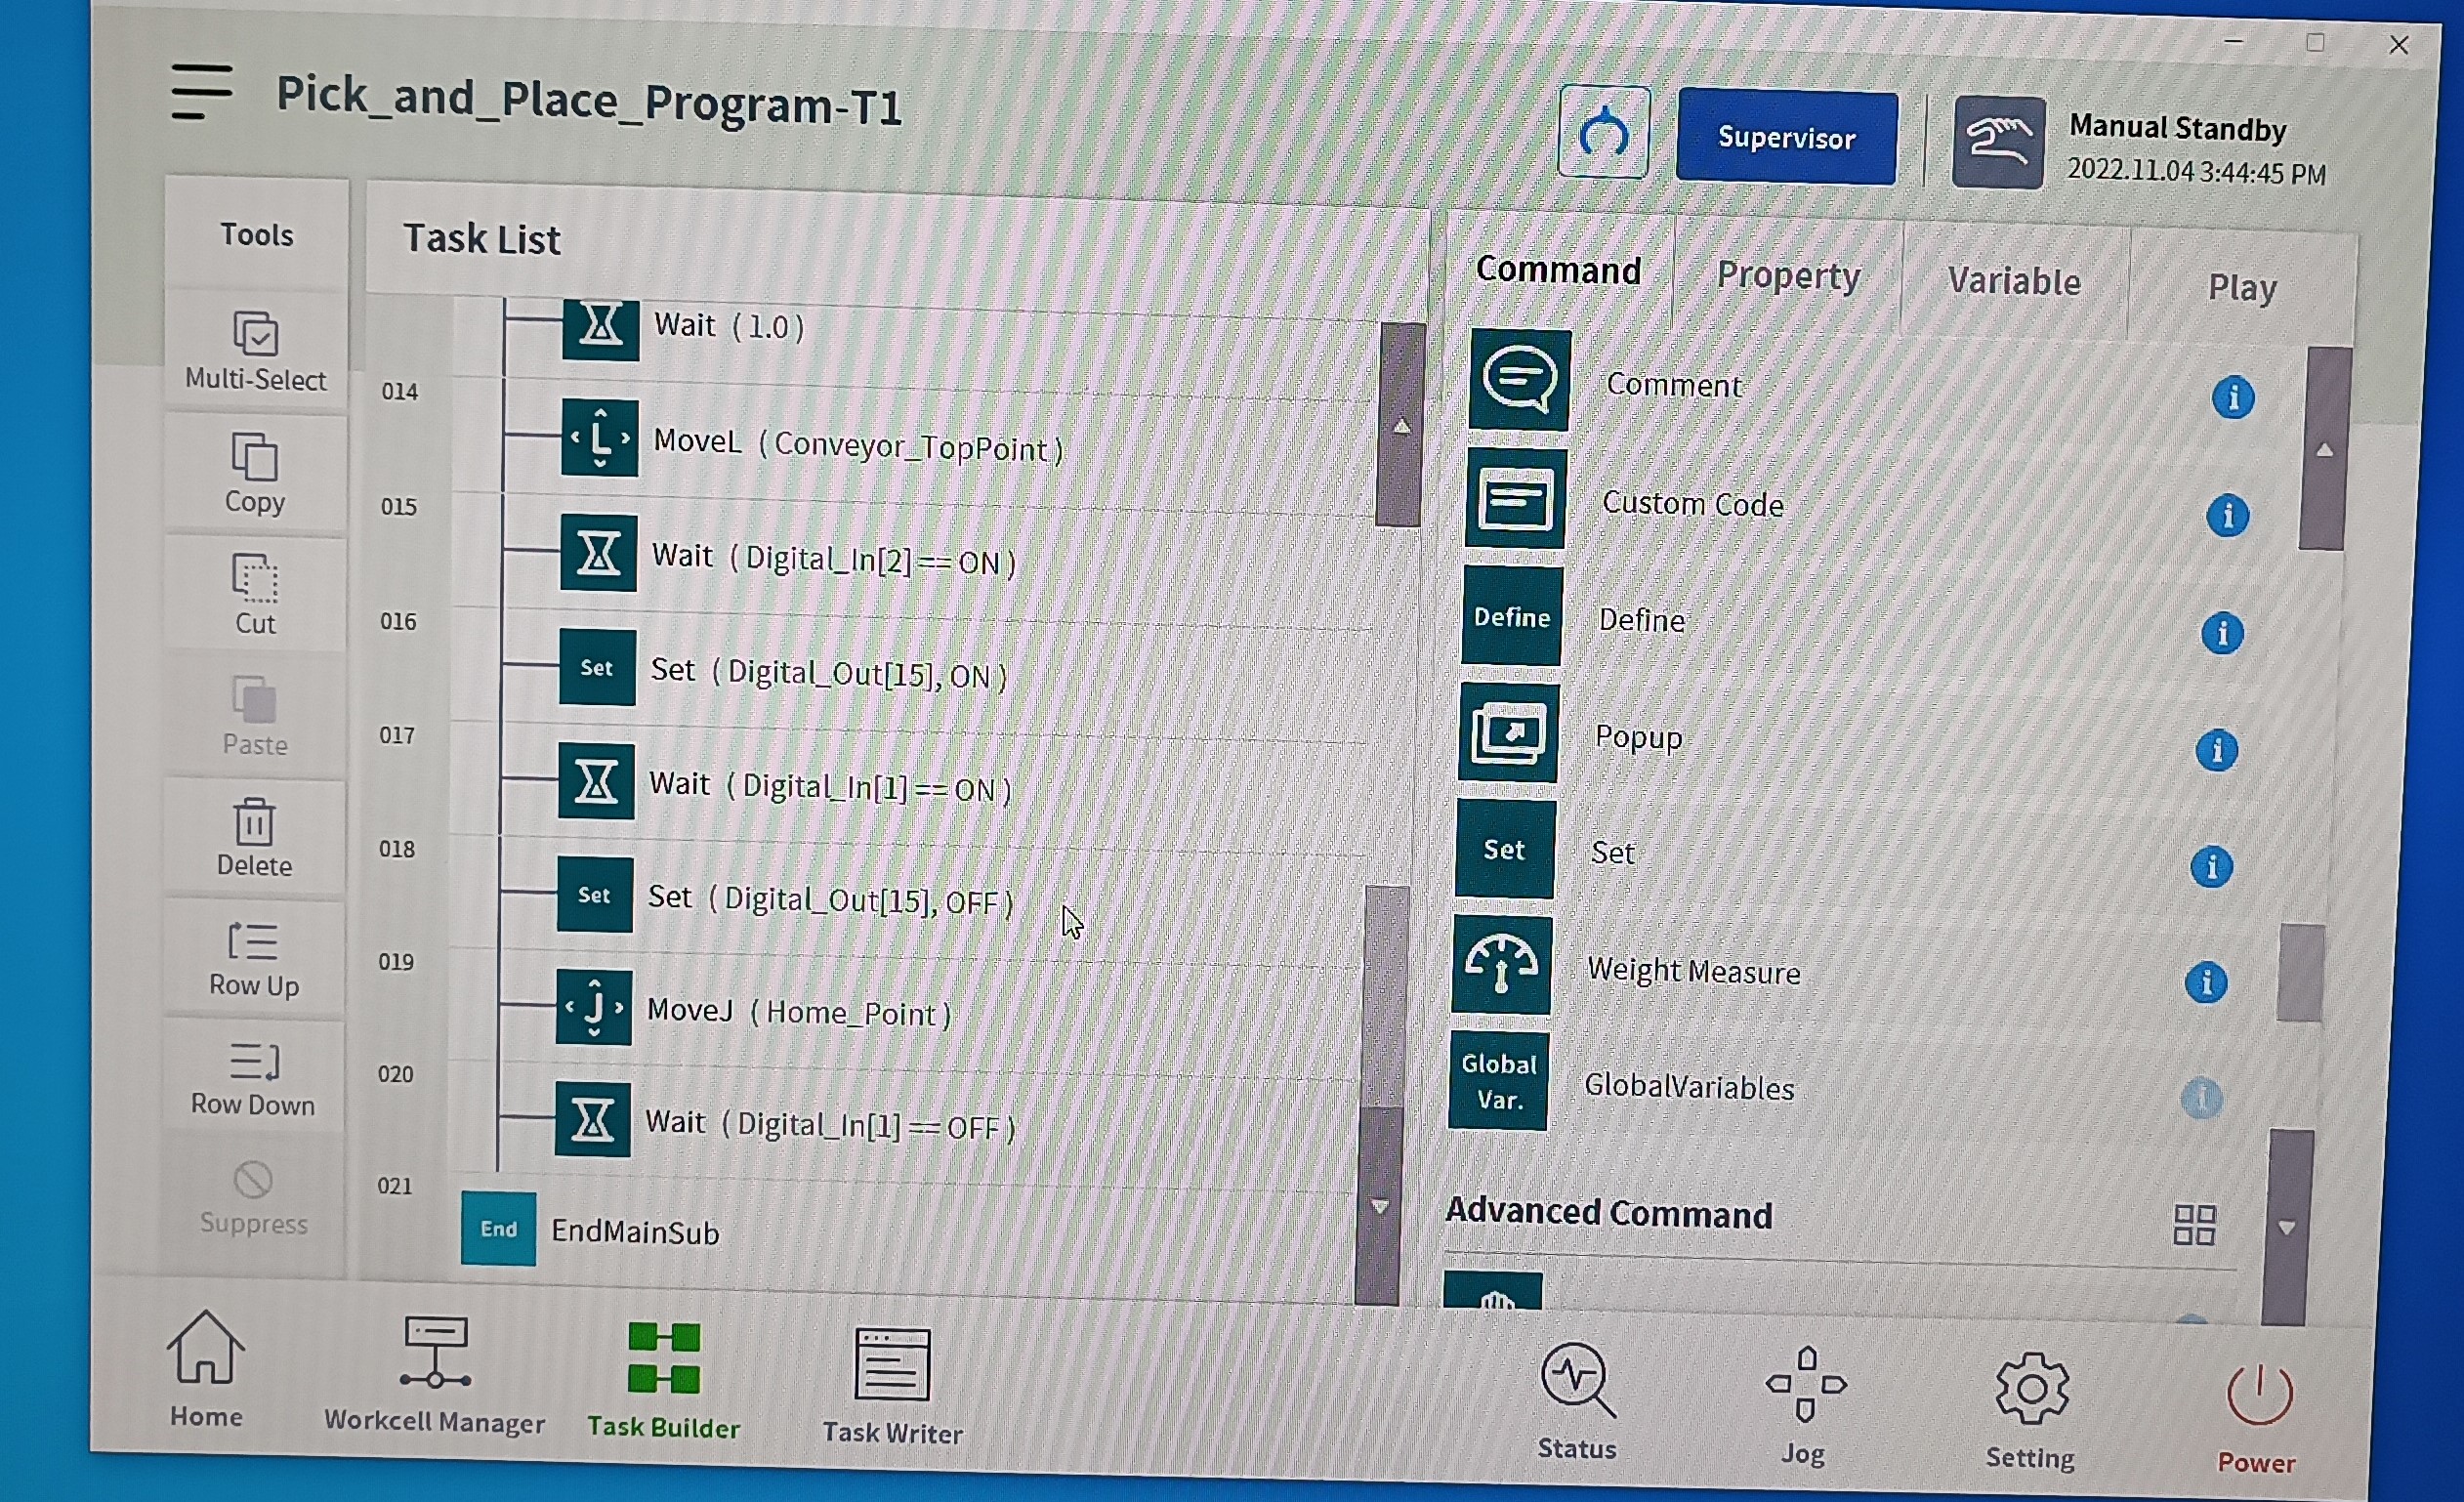 Pick_and_Place_Program-T1
Supervisor
Manual Standby
2022.11.04 3:44:45 PM
Tools
Multi-Select
Copy
Cut
Paste
Delete
Row Up
Row Down
Suppress
Task List
Wait (1.0)
014
MoveL (Conveyor_TopPoint)
015
Wait (Digital_In[2]==ON)
016
Set Set (Digital_Out[15], ON)
017
Wait (Digital_In[1]==ON)
018
Set Set (Digital_Out[15], OFF)
019
MoveJ (Home_Point)
020
Wait (Digital_In[1]==OFF)
021
End EndMainSub
Command Property Variable Play
Comment
Custom Code
Define Define
Popup
Set Set
Weight Measure
Global Var. GlobalVariables
Advanced Command
Home
Workcell Manager
Task Builder
Task Writer
Status
Jog
Setting
Power